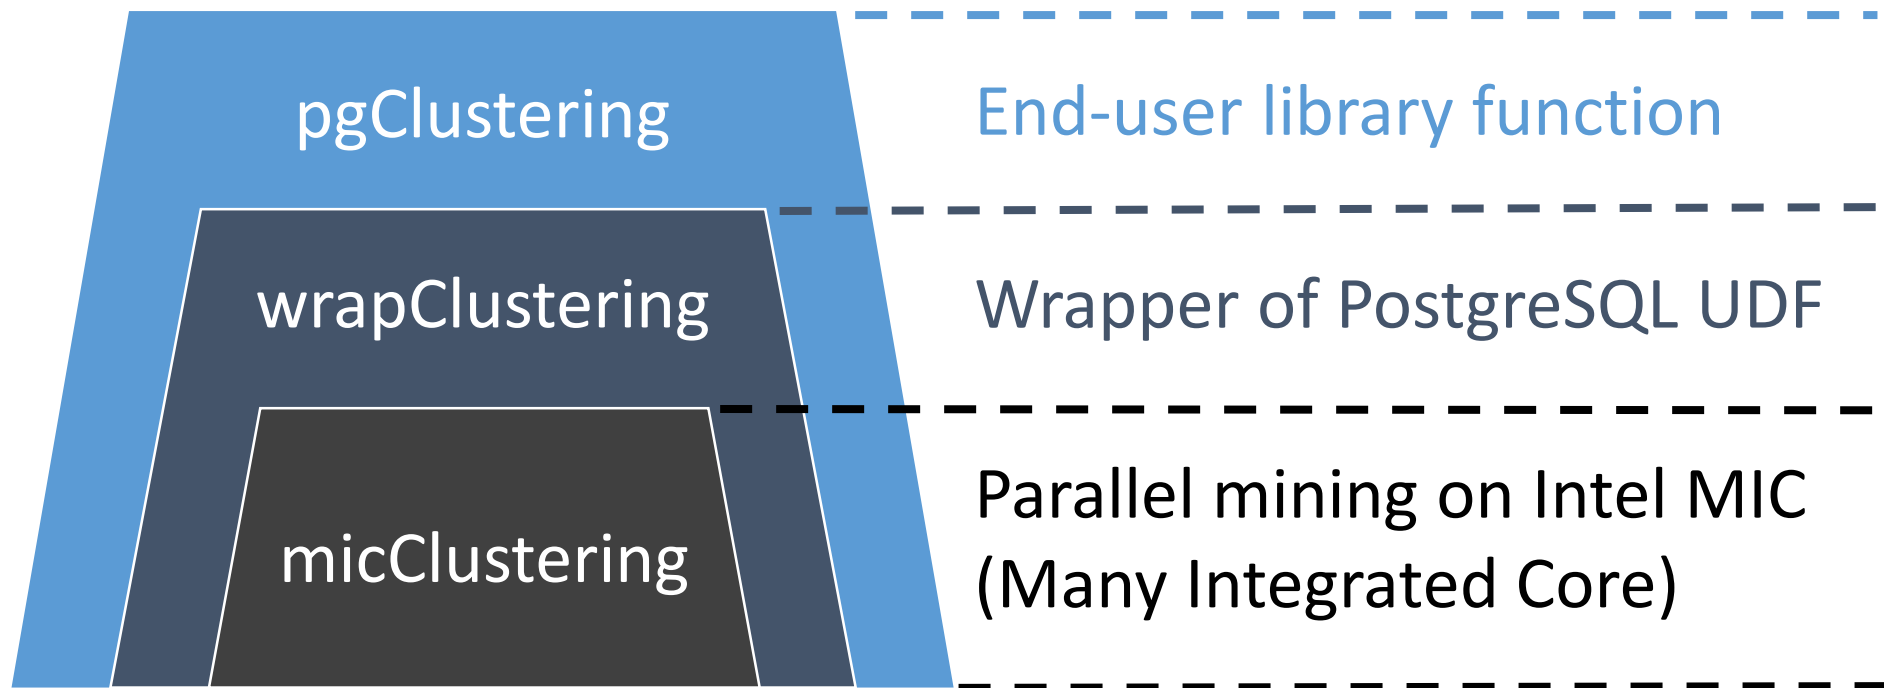 pgClustering
End-user library function
wrapClustering
Wrapper of PostgreSQL UDF
micClustering
Parallel mining on Intel MIC
(Many Integrated Core)